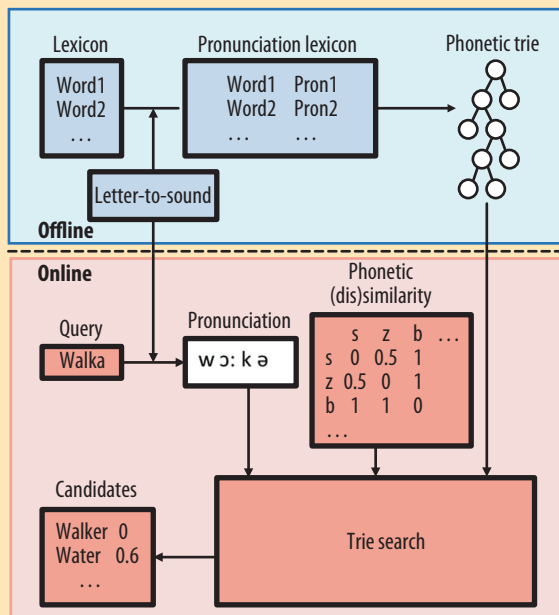 Lexicon
Word1
Word2
...
Pronunciation lexicon
Word1 Pron1
Word2 Pron2
... ...
Phonetic trie
Letter-to-sound
Offline
Online
Query
Walka
Pronunciation
w ɔː k ə
Phonetic
(dis)similarity
s z b ...
s 0 0.5 1
z 0.5 0 1
b 1 1 0
...
Candidates
Walker 0
Water 0.6
...
Trie search